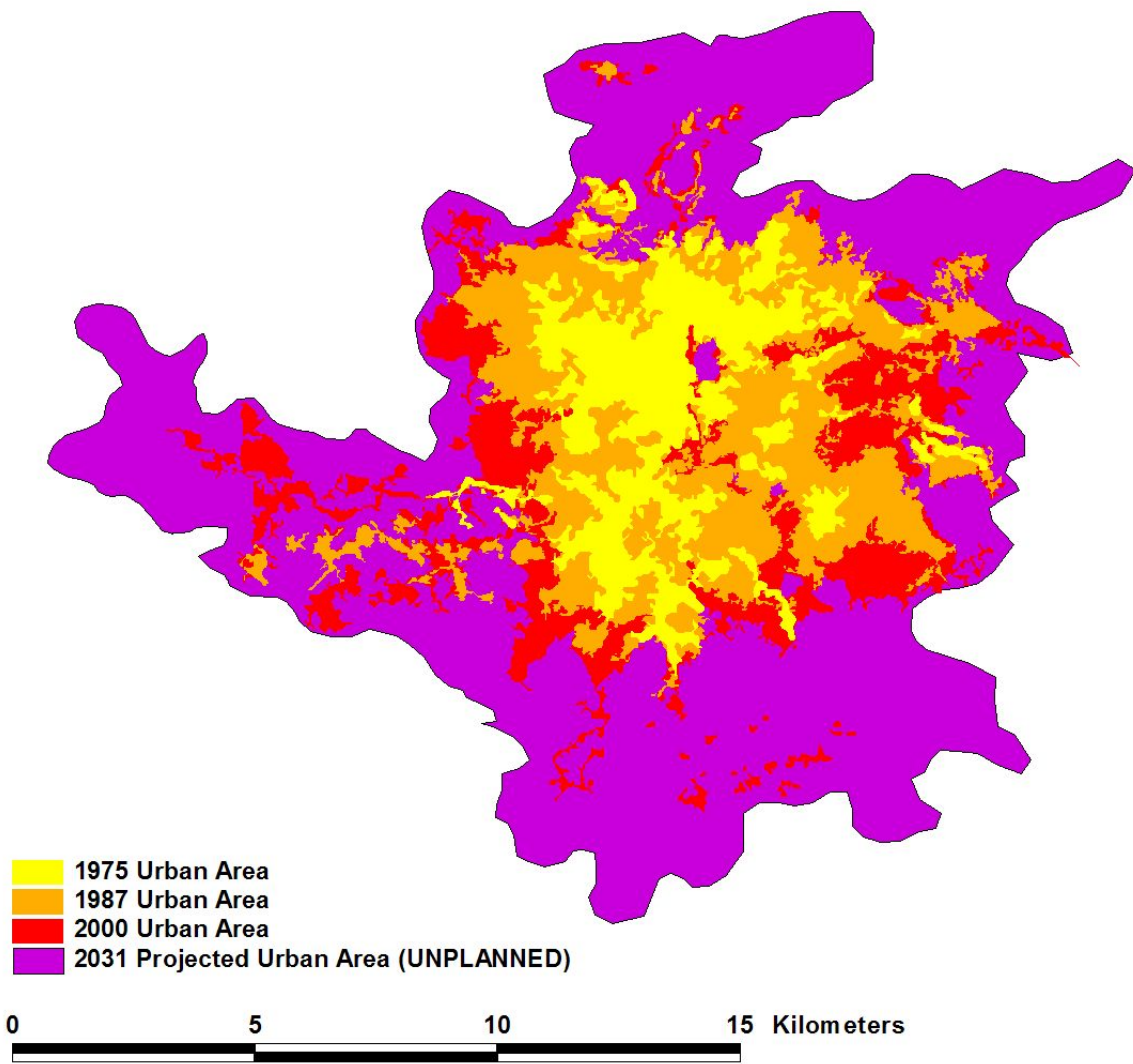 1975 Urban Area
1987 Urban Area
2000 Urban Area
2031 Projected Urban Area (UNPLANNED)
0 5 10 15 Kilometers